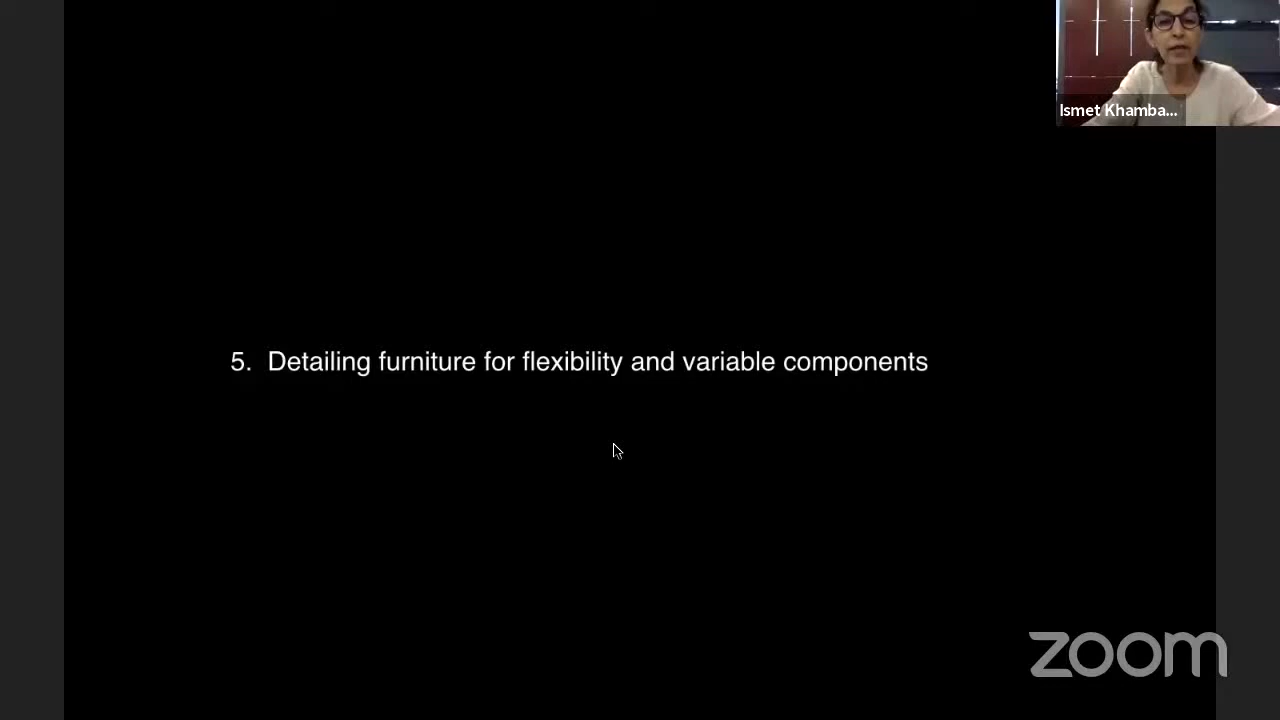 Ismet Khamba...
5. Detailing furniture for flexibility and variable components
zoom